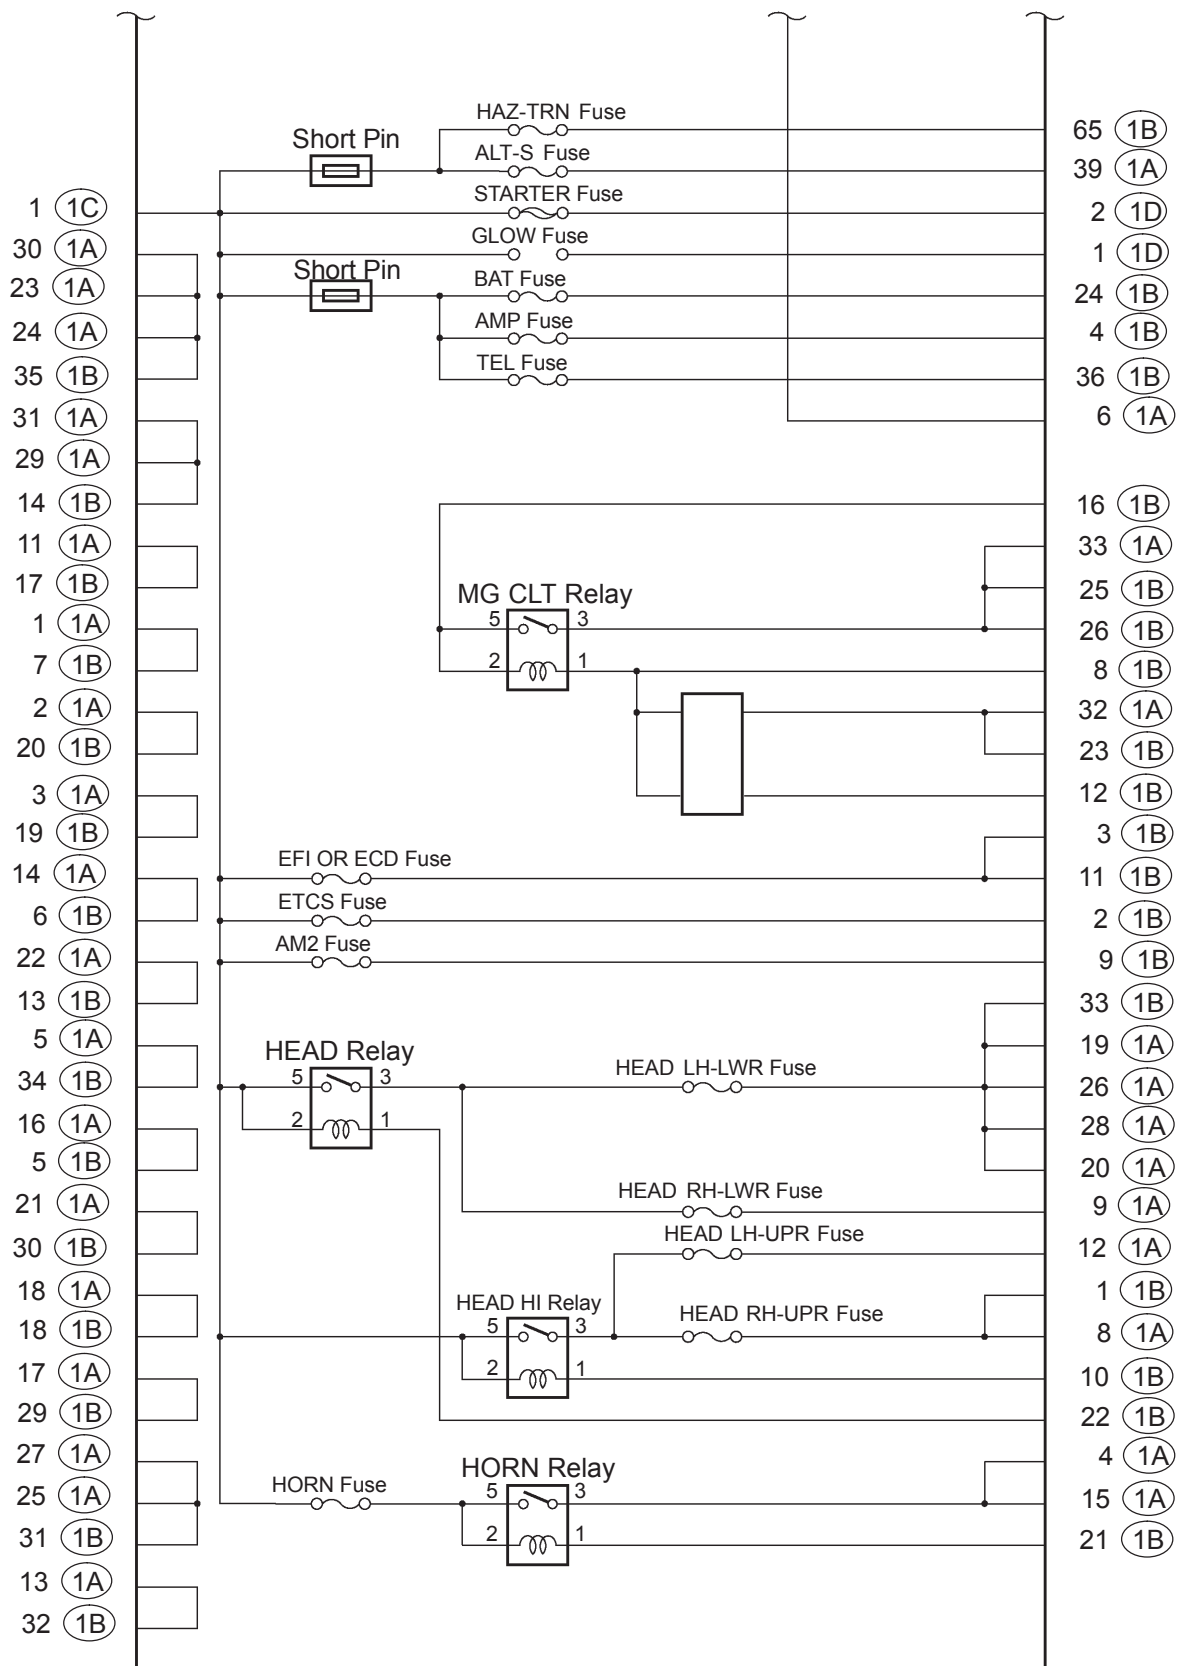 HAZ-TRN Fuse
65 1B
Short Pin
ALT-S Fuse
39 1A
1 1C
STARTER Fuse
2 1D
30 1A
GLOW Fuse
1 1D
23 1A
Short Pin
BAT Fuse
24 1B
24 1A
AMP Fuse
4 1B
35 1B
TEL Fuse
36 1B
31 1A
6 1A
29 1A
14 1B
16 1B
11 1A
33 1A
17 1B
MG CLT Relay
25 1B
1 1A
5 3
26 1B
7 1B
2 1
8 1B
2 1A
32 1A
20 1B
23 1B
3 1A
12 1B
19 1B
3 1B
14 1A
EFI OR ECD Fuse
11 1B
6 1B
ETCS Fuse
2 1B
22 1A
AM2 Fuse
9 1B
13 1B
33 1B
5 1A
HEAD Relay
19 1A
34 1B
5 3
HEAD LH-LWR Fuse
26 1A
16 1A
2 1
28 1A
5 1B
20 1A
21 1A
HEAD RH-LWR Fuse
9 1A
30 1B
HEAD LH-UPR Fuse
12 1A
18 1A
HEAD HI Relay
1 1B
18 1B
5 3
HEAD RH-UPR Fuse
8 1A
17 1A
2 1
10 1B
29 1B
22 1B
27 1A
HORN Relay
4 1A
25 1A
HORN Fuse
5 3
15 1A
31 1B
2 1
21 1B
13 1A
32 1B